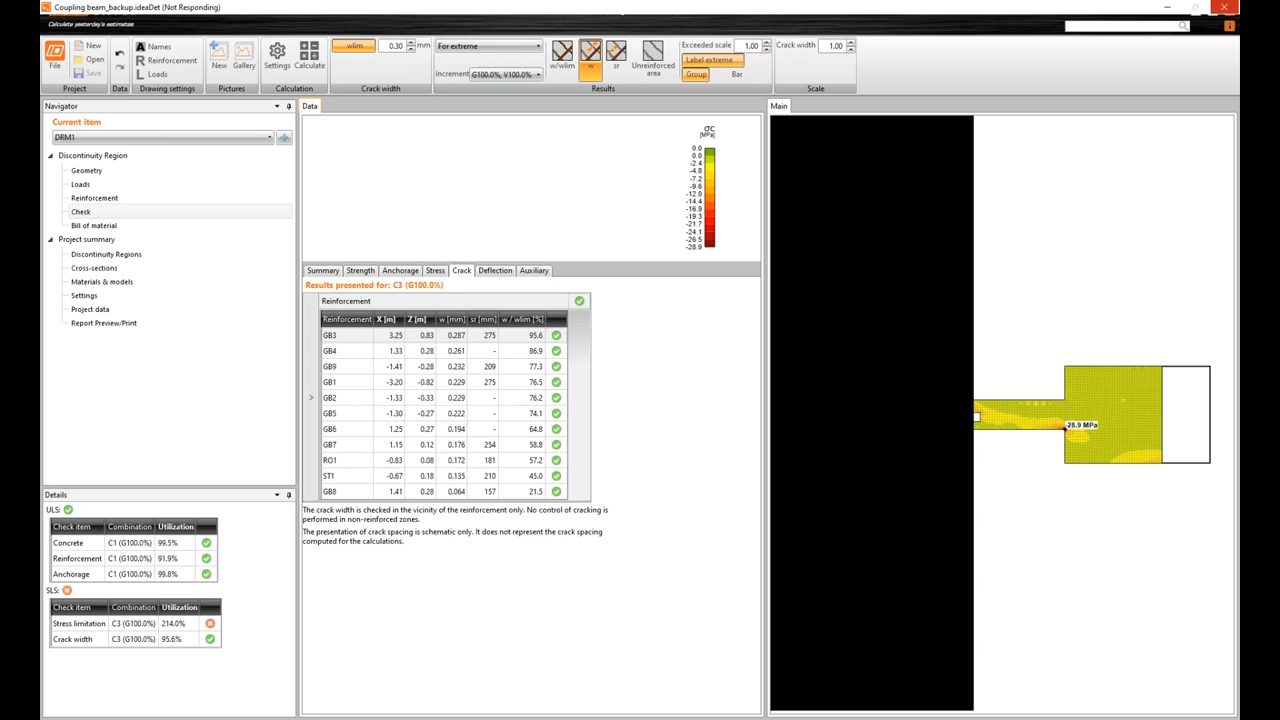 Coupling beam_backup.ideaDet (Not Responding)
Calculate yesterday's estimates
File
New
Open
Save
Project
Data
Names
Reinforcement
Loads
Drawing settings
New
Gallery
Pictures
Settings
Calculate
Calculation
wlim 0.30 mm
Crack width
For extreme
Increment G100.0%, V100.0%
w/wlim
w
sr
Unreinforced area
Results
Exceeded scale 1.00
Label extreme
Group Bar
Crack width 1.00
Scale
Navigator
Current item
DRM1
Discontinuity Region
Geometry
Loads
Reinforcement
Check
Bill of material
Project summary
Discontinuity Regions
Cross-sections
Materials & models
Settings
Project data
Report Preview/Print
Details
ULS:
Check item Combination Utilization
Concrete C1 (G100.0%) 99.5%
Reinforcement C1 (G100.0%) 91.9%
Anchorage C1 (G100.0%) 99.8%
SLS:
Check item Combination Utilization
Stress limitation C3 (G100.0%) 214.0%
Crack width C3 (G100.0%) 95.6%
Data
σc
[MPa]
0.0
0.0
-2.4
-4.8
-7.2
-9.6
-12.0
-14.4
-16.9
-19.3
-21.7
-24.1
-26.5
-28.9
Summary Strength Anchorage Stress Crack Deflection Auxiliary
Results presented for: C3 (G100.0%)
Reinforcement
Reinforcement X [m] Z [m] w [mm] sr [mm] w / wlim [%]
GB3 3.25 0.83 0.287 275 95.6
GB4 1.33 0.28 0.261 - 86.9
GB9 -1.41 -0.28 0.232 209 77.3
GB1 -3.20 -0.82 0.229 275 76.5
> GB2 -1.33 -0.33 0.229 - 76.2
GB5 -1.30 -0.27 0.222 - 74.1
GB6 1.25 0.27 0.194 - 64.8
GB7 1.15 0.12 0.176 254 58.8
RO1 -0.83 0.08 0.172 181 57.2
ST1 -0.67 0.18 0.135 210 45.0
GB8 1.41 0.28 0.064 157 21.5
The crack width is checked in the vicinity of the reinforcement only. No control of cracking is
performed in non-reinforced zones.
The presentation of crack spacing is schematic only. It does not represent the crack spacing
computed for the calculations.
Main
-28.9 MPa